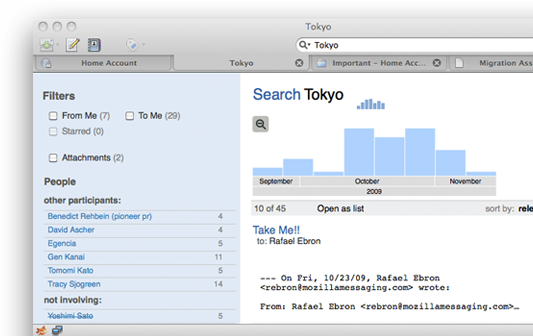 Tokyo
Tokyo
Home Account
Tokyo
Important – Home Acc...
Migration Ass
Filters
From Me (7)
To Me (29)
Starred (0)
Attachments (2)
People
other participants:
Benedict Rehbein (pioneer pr) 4
David Ascher 4
Egencia 5
Gen Kanai 11
Tomomi Kato 5
Tracy Sjogreen 14
not involving:
Yoshimi Sato 5
Search Tokyo
September October November
2009
10 of 45 Open as list sort by: rele
Take Me!!
to: Rafael Ebron
--- On Fri, 10/23/09, Rafael Ebron
<rebron@mozillamessaging.com> wrote:
From: Rafael Ebron <rebron@mozillamessaging.com>…